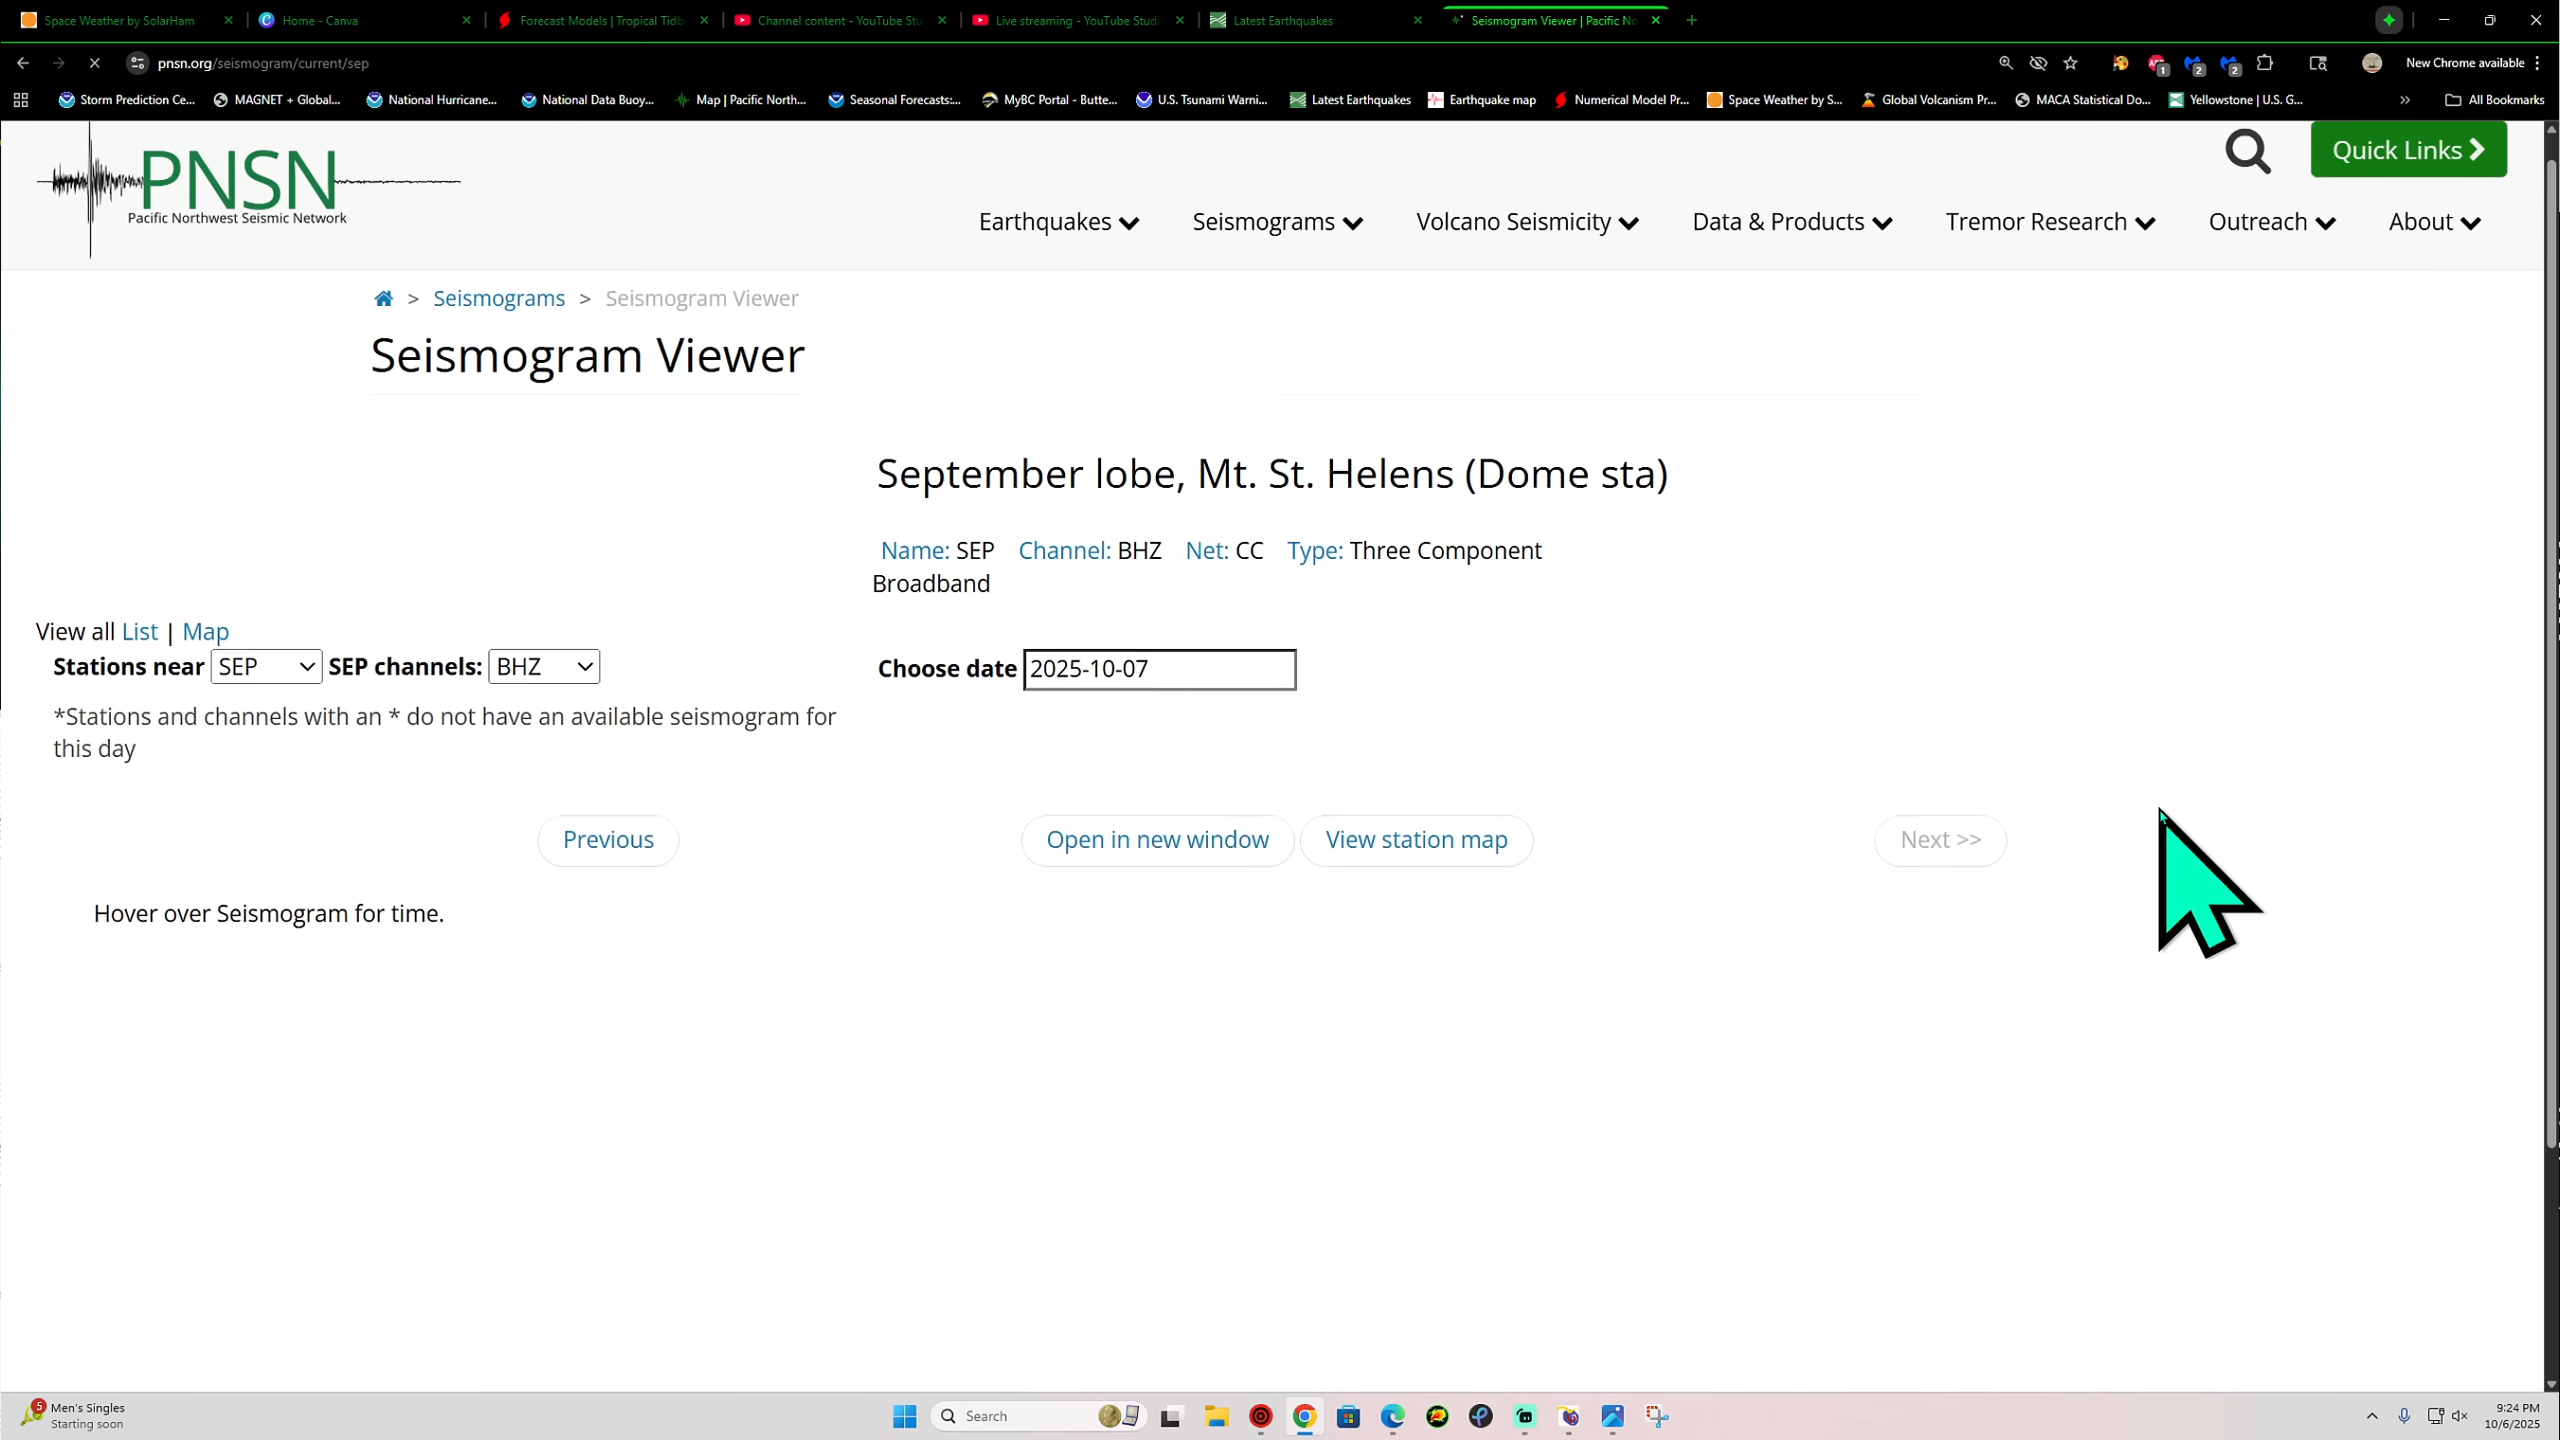 Space Weather by SolarHam
Home - Canva
Forecast Models | Tropical Tidb
Channel content - YouTube Stu
Live streaming - YouTube Studi
Latest Earthquakes
Seismogram Viewer | Pacific No
pnsn.org/seismogram/current/sep
1
2
2
New Chrome available
Storm Prediction Ce...
MAGNET + Global...
National Hurricane...
National Data Buoy...
Map | Pacific North...
Seasonal Forecasts:...
MyBC Portal - Butte...
U.S. Tsunami Warni...
Latest Earthquakes
Earthquake map
Numerical Model Pr...
Space Weather by S...
Global Volcanism Pr...
MACA Statistical Do...
Yellowstone | U.S. G...
All Bookmarks
PNSN
Pacific Northwest Seismic Network
Quick Links
Earthquakes
Seismograms
Volcano Seismicity
Data & Products
Tremor Research
Outreach
About
> Seismograms > Seismogram Viewer
Seismogram Viewer
September lobe, Mt. St. Helens (Dome sta)
Name: SEP Channel: BHZ Net: CC Type: Three Component
Broadband
View all List | Map
Stations near SEP SEP channels: BHZ
Choose date 2025-10-07
*Stations and channels with an * do not have an available seismogram for
this day
Previous
Open in new window
View station map
Next >>
Hover over Seismogram for time.
5
Men's Singles
Starting soon
Search
9:24 PM
10/6/2025